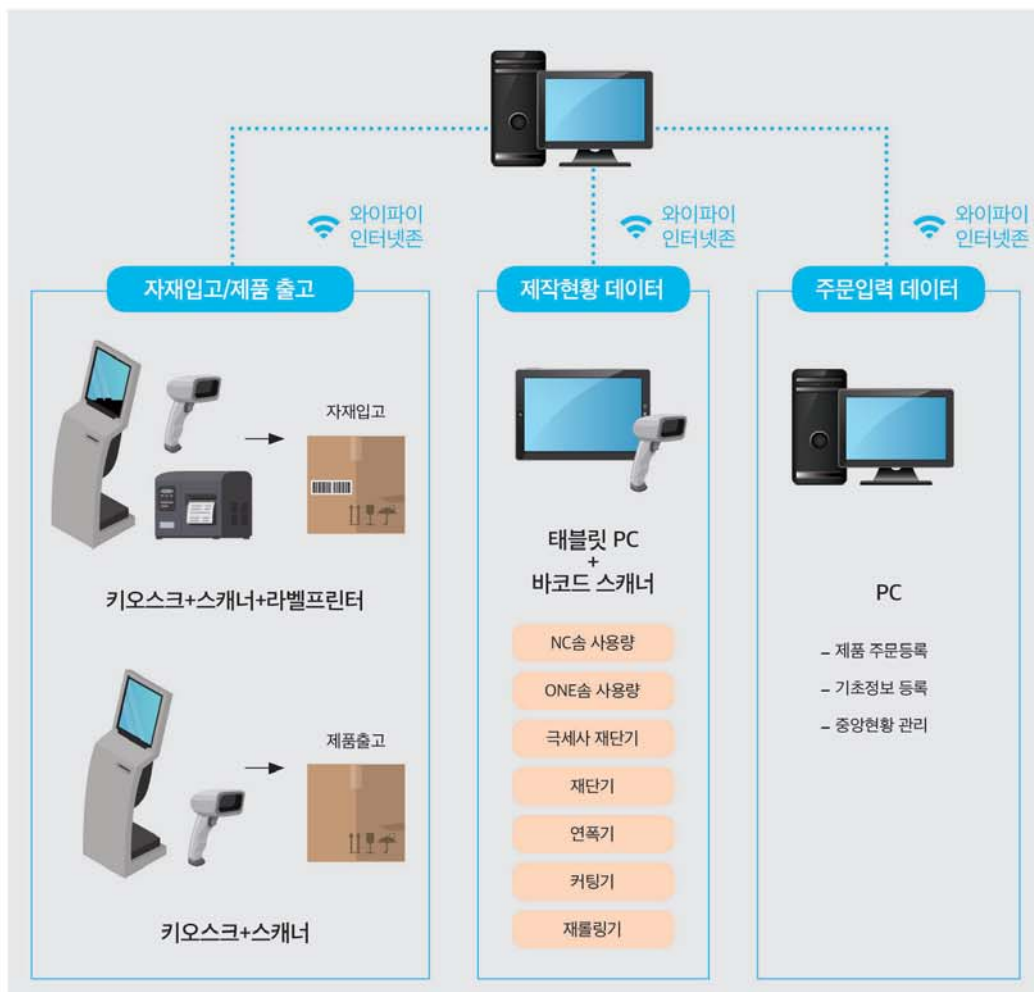 와이파이
인터넷존
와이파이
인터넷존
와이파이
인터넷존
자재입고/제품 출고
자재입고
키오스크+스캐너+라벨프린터
제품출고
키오스크+스캐너
제작현황 데이터
태블릿 PC
+
바코드 스캐너
NC솜 사용량
ONE솜 사용량
극세사 재단기
재단기
연폭기
커팅기
재롤링기
주문입력 데이터
PC
– 제품 주문등록
– 기초정보 등록
– 중앙현황 관리